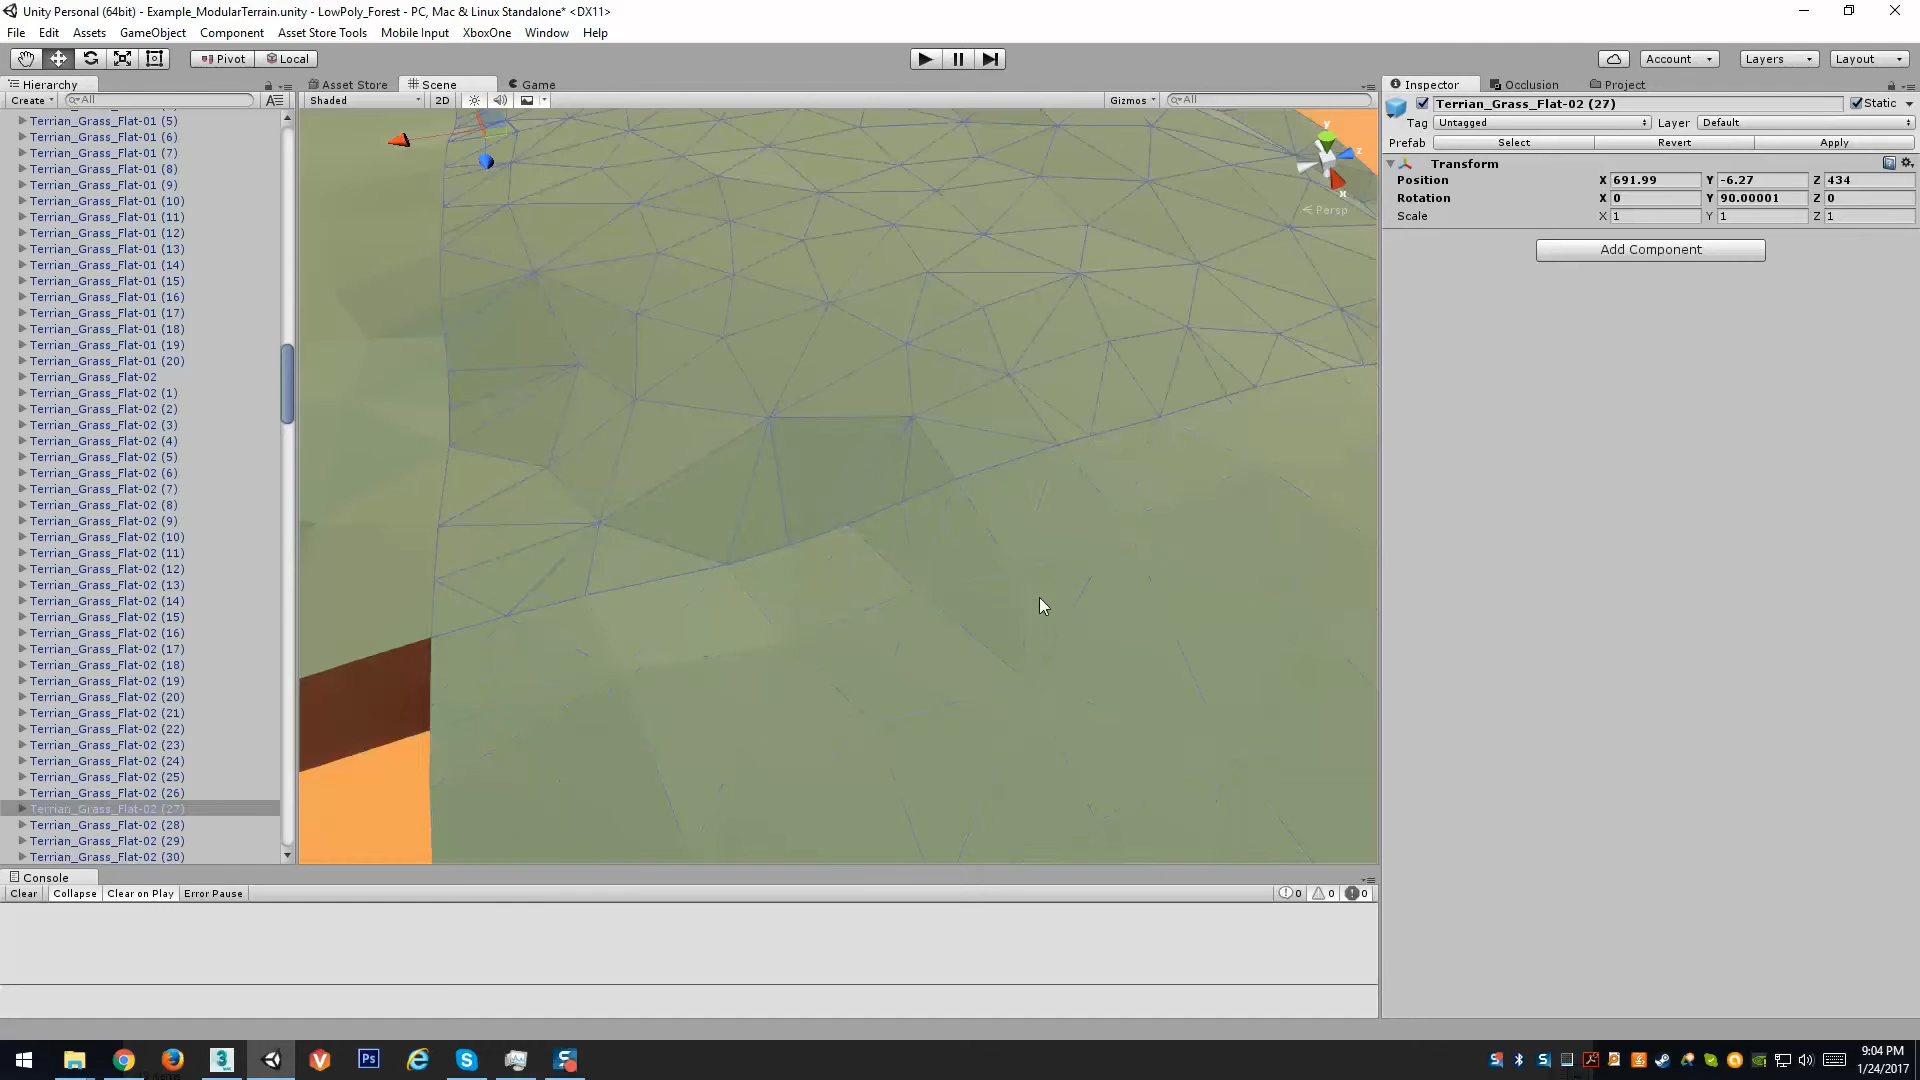 Unity Personal (64bit) - Example_ModularTerrain.unity - LowPoly_Forest - PC, Mac & Linux Standalone* <DX11>
File Edit Assets GameObject Component Asset Store Tools Mobile Input XboxOne Window Help
Pivot Local Account Layers Layout
Hierarchy Asset Store Scene Game Inspector Occlusion Project
Create All Shaded 2D Gizmos All
Terrian_Grass_Flat-02 (27) Static
Tag Untagged Layer Default
Prefab Select Revert Apply
Transform
Position X 691.99 Y -6.27 Z 434
Rotation X 0 Y 90.00001 Z 0
Scale X 1 Y 1 Z 1
Add Component
y
z
x
Persp
Terrian_Grass_Flat-01 (5)
Terrian_Grass_Flat-01 (6)
Terrian_Grass_Flat-01 (7)
Terrian_Grass_Flat-01 (8)
Terrian_Grass_Flat-01 (9)
Terrian_Grass_Flat-01 (10)
Terrian_Grass_Flat-01 (11)
Terrian_Grass_Flat-01 (12)
Terrian_Grass_Flat-01 (13)
Terrian_Grass_Flat-01 (14)
Terrian_Grass_Flat-01 (15)
Terrian_Grass_Flat-01 (16)
Terrian_Grass_Flat-01 (17)
Terrian_Grass_Flat-01 (18)
Terrian_Grass_Flat-01 (19)
Terrian_Grass_Flat-01 (20)
Terrian_Grass_Flat-02
Terrian_Grass_Flat-02 (1)
Terrian_Grass_Flat-02 (2)
Terrian_Grass_Flat-02 (3)
Terrian_Grass_Flat-02 (4)
Terrian_Grass_Flat-02 (5)
Terrian_Grass_Flat-02 (6)
Terrian_Grass_Flat-02 (7)
Terrian_Grass_Flat-02 (8)
Terrian_Grass_Flat-02 (9)
Terrian_Grass_Flat-02 (10)
Terrian_Grass_Flat-02 (11)
Terrian_Grass_Flat-02 (12)
Terrian_Grass_Flat-02 (13)
Terrian_Grass_Flat-02 (14)
Terrian_Grass_Flat-02 (15)
Terrian_Grass_Flat-02 (16)
Terrian_Grass_Flat-02 (17)
Terrian_Grass_Flat-02 (18)
Terrian_Grass_Flat-02 (19)
Terrian_Grass_Flat-02 (20)
Terrian_Grass_Flat-02 (21)
Terrian_Grass_Flat-02 (22)
Terrian_Grass_Flat-02 (23)
Terrian_Grass_Flat-02 (24)
Terrian_Grass_Flat-02 (25)
Terrian_Grass_Flat-02 (26)
Terrian_Grass_Flat-02 (27)
Terrian_Grass_Flat-02 (28)
Terrian_Grass_Flat-02 (29)
Terrian_Grass_Flat-02 (30)
Console
Clear Collapse Clear on Play Error Pause 0 0 0
Ps
9:04 PM
1/24/2017